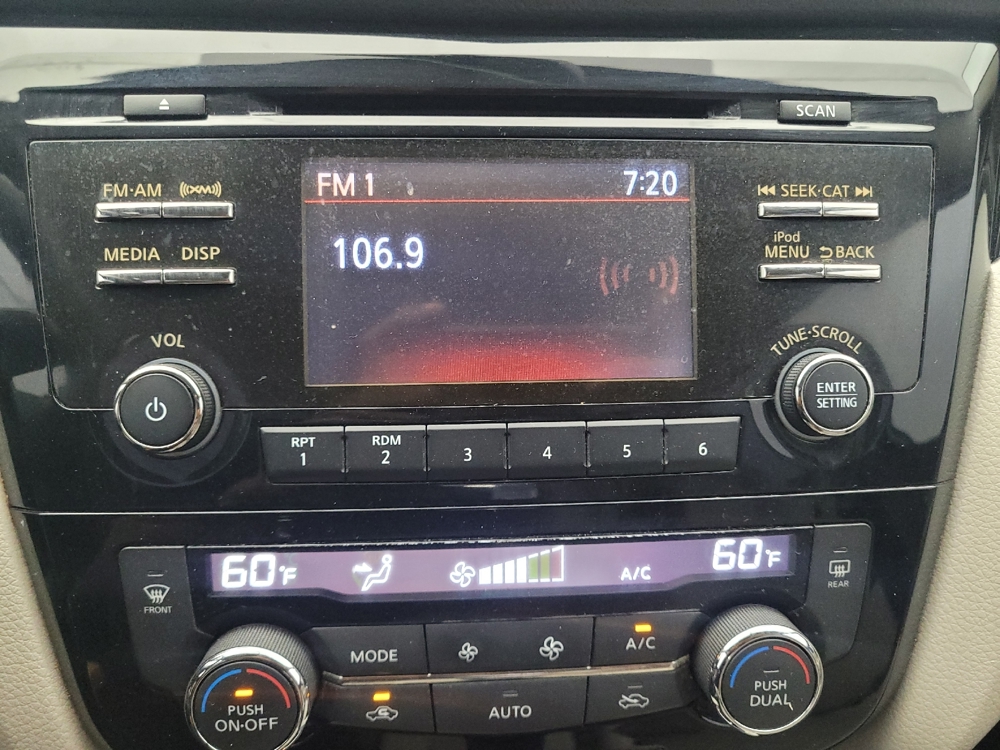 SCAN
FM·AM
XM
SEEK·CAT
MEDIA
DISP
iPod
MENU
BACK
FM 1
7:20
106.9
VOL
TUNE·SCROLL
ENTER
SETTING
RPT
1
RDM
2
3
4
5
6
60°F
A/C
60°F
FRONT
REAR
MODE
A/C
PUSH
ON·OFF
AUTO
PUSH
DUAL